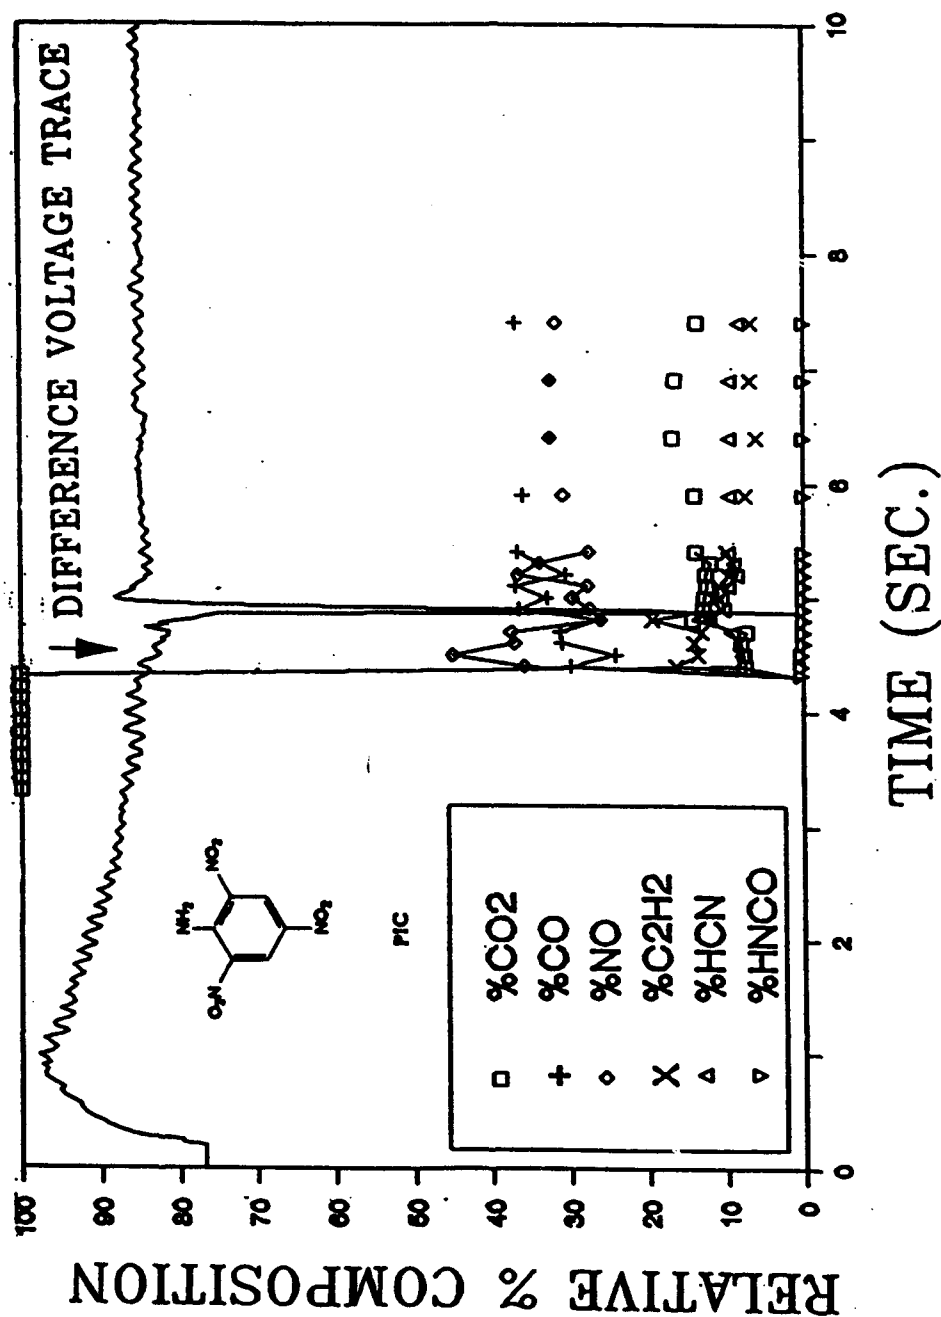 DIFFERENCE VOLTAGE TRACE
RELATIVE % COMPOSITION
100
90
80
70
60
50
40
30
20
10
0
NH₂
O₂N
NO₂
NO₂
PIC
%CO2
%CO
%NO
%C2H2
%HCN
%HNCO
0
2
4
6
8
10
TIME (SEC.)